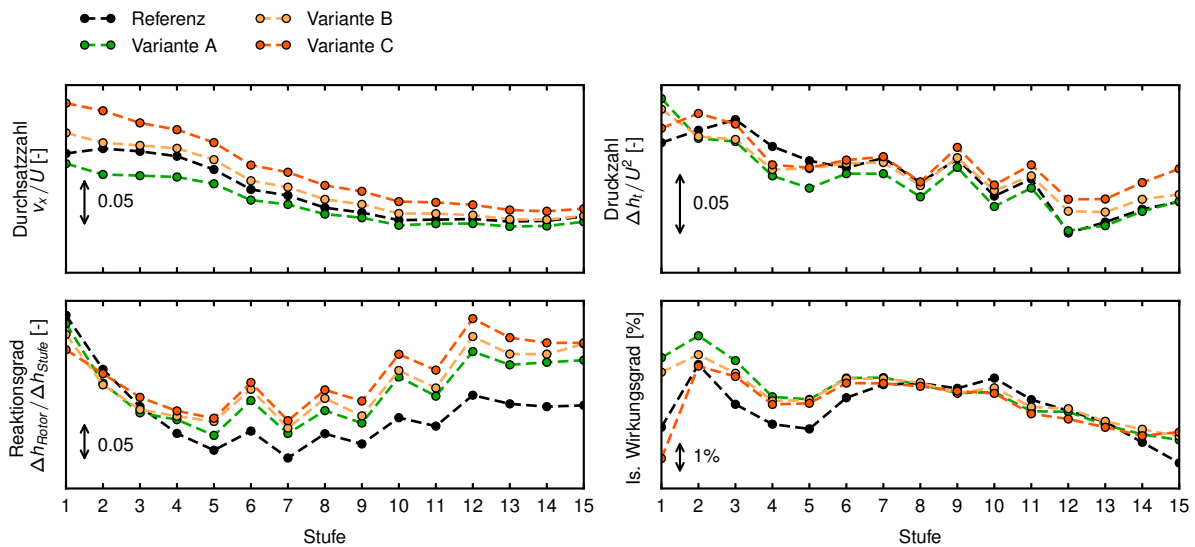 Referenz
Variante A
Variante B
Variante C
Durchsatzzahl
v_x / U [-]
0.05
Druckzahl
Δh_t / U² [-]
0.05
Reaktionsgrad
Δh_Rotor / Δh_Stufe [-]
0.05
1 2 3 4 5 6 7 8 9 10 11 12 13 14 15
Stufe
Is. Wirkungsgrad [%]
1%
1 2 3 4 5 6 7 8 9 10 11 12 13 14 15
Stufe